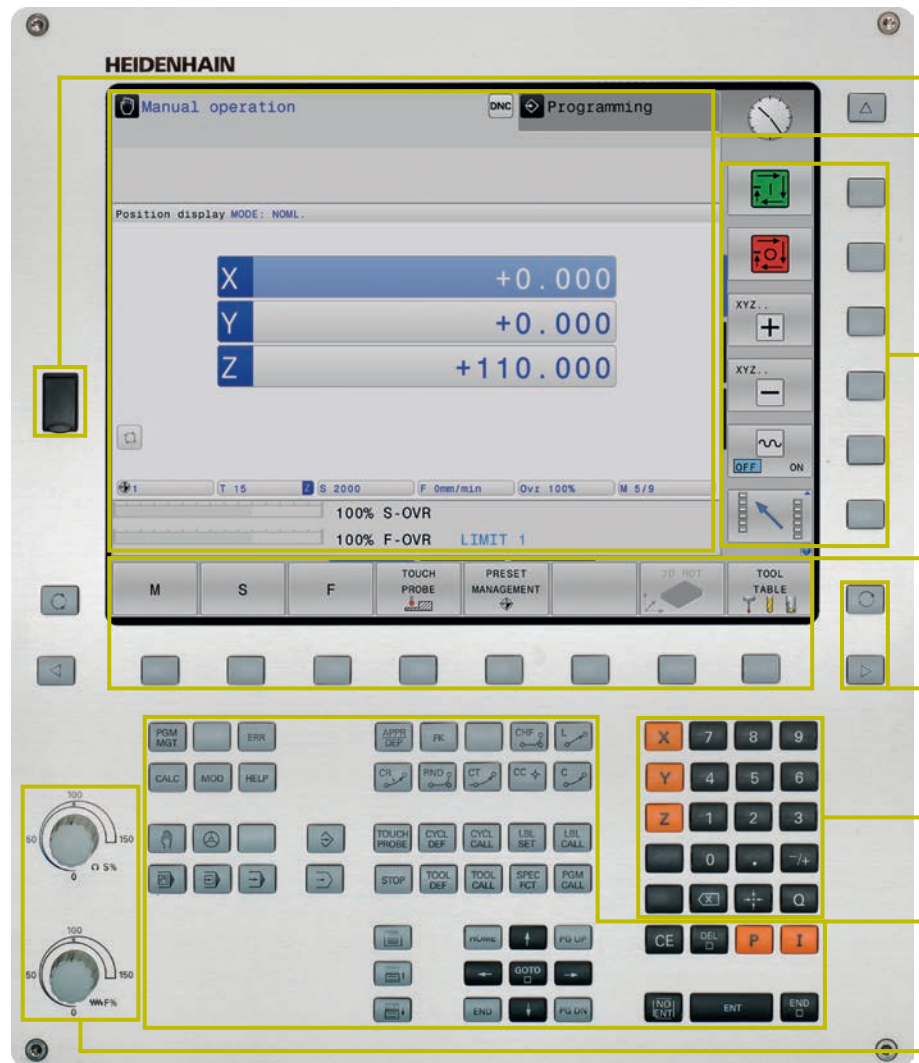 HEIDENHAIN
Manual operation
DNC
Programming
Position display MODE: NOML.
X +0.000
Y +0.000
Z +110.000
XYZ..
XYZ..
OFF ON
1 T 15 Z S 2000 F 0mm/min Ovr 100% M 5/9
100% S-OVR
100% F-OVR LIMIT 1
M S F TOUCH PROBE PRESET MANAGEMENT 3D ROT TOOL TABLE
PGM MGT ERR APPR DEP FK CHF L X 7 8 9
CALC MOD HELP CR RND CT CC C Y 4 5 6
Z 1 2 3
100
50 150
0 S%
TOUCH PROBE CYCL DEF CYCL CALL LBL SET LBL CALL 0 . -/+
STOP TOOL DEF TOOL CALL SPEC FCT PGM CALL X Q
100
50 150
0 F%
HOME PG UP CE DEL P I
GOTO
END PG DN NO ENT ENT END